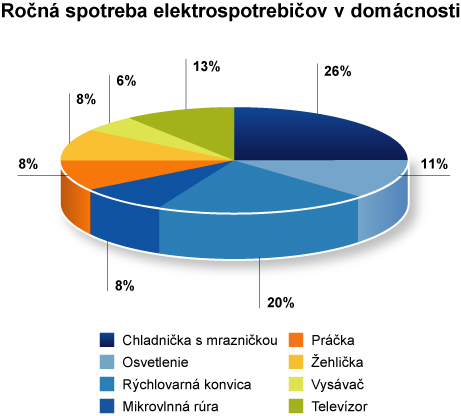 Ročná spotreba elektrospotrebičov v domácnosti
13%
26%
6%
8%
8%
11%
8%
20%
Chladnička s mrazničkou
Osvetlenie
Rýchlovarná konvica
Mikrovlnná rúra
Práčka
Žehlička
Vysávač
Televízor